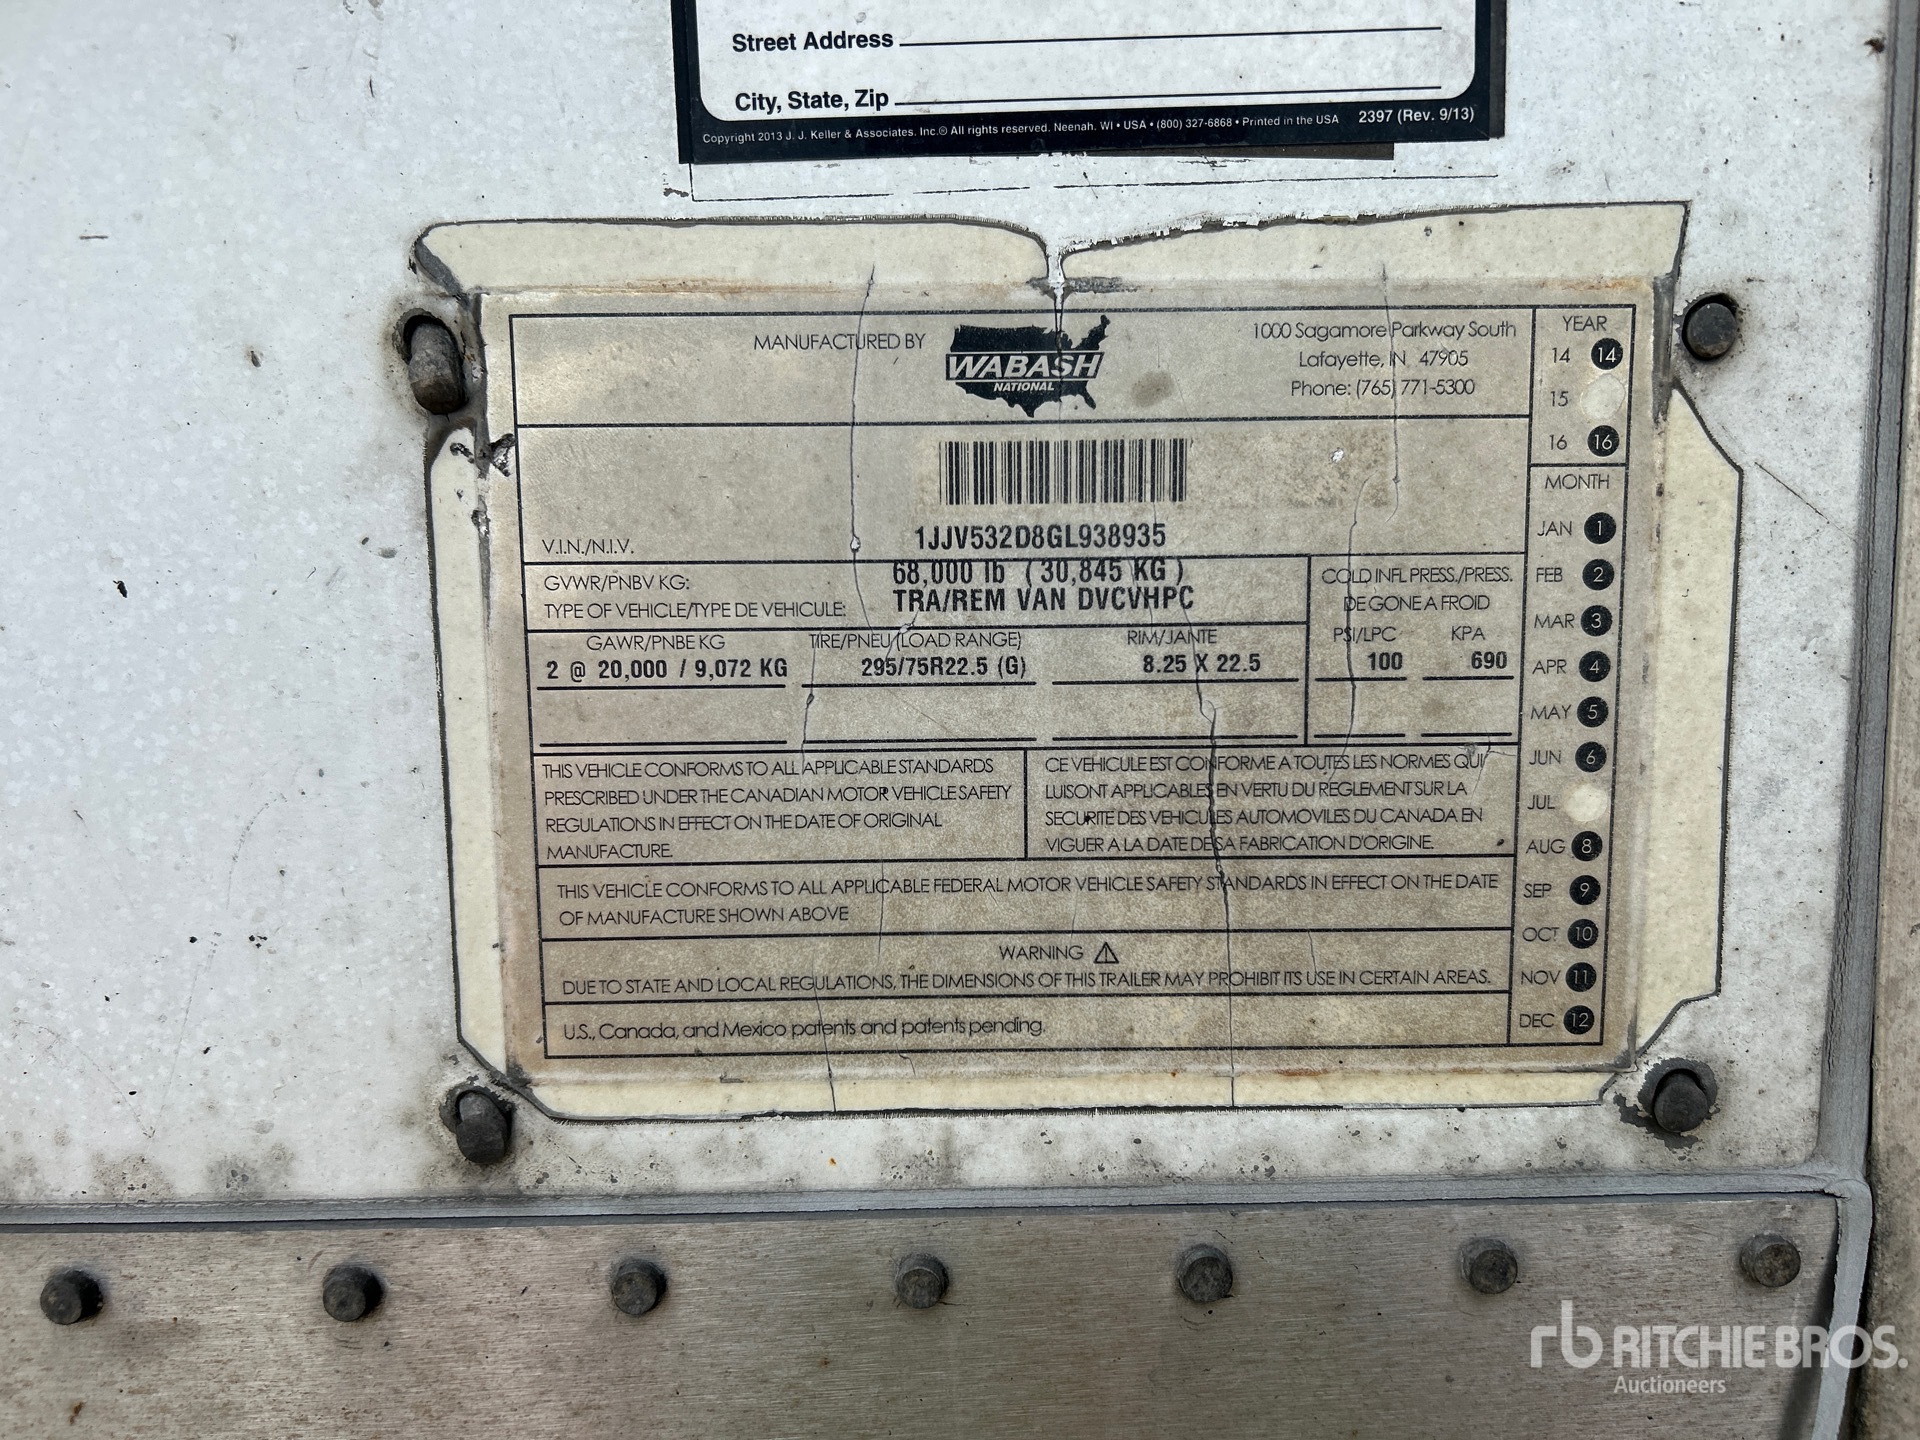 Street Address
City, State, Zip
Copyright 2013 J. J. Keller & Associates, Inc.® All rights reserved. Neenah, WI • USA • (800) 327-6868 • Printed in the USA 2397 (Rev. 9/13)
MANUFACTURED BY
WABASH
NATIONAL
1000 Sagamore Parkway South
Lafayette, IN 47905
Phone: (765) 771-5300
YEAR
14 14
15
16 16
V.I.N./N.I.V.
1JJV532D8GL938935
GVWR/PNBV KG: 68,000 lb ( 30,845 KG )
TYPE OF VEHICLE/TYPE DE VEHICULE: TRA/REM VAN DVCVHPC
COLD INFL PRESS./PRESS.
DE GONE A FROID
PSI/LPC KPA
GAWR/PNBE KG TIRE/PNEU (LOAD RANGE) RIM/JANTE
2 @ 20,000 / 9,072 KG 295/75R22.5 (G) 8.25 X 22.5 100 690
THIS VEHICLE CONFORMS TO ALL APPLICABLE STANDARDS
PRESCRIBED UNDER THE CANADIAN MOTOR VEHICLE SAFETY
REGULATIONS IN EFFECT ON THE DATE OF ORIGINAL
MANUFACTURE.
CE VEHICULE EST CONFORME A TOUTES LES NORMES QUI
LUI SONT APPLICABLES EN VERTU DU REGLEMENT SUR LA
SECURITE DES VEHICULES AUTOMOVILES DU CANADA EN
VIGUER A LA DATE DE SA FABRICATION D'ORIGINE.
THIS VEHICLE CONFORMS TO ALL APPLICABLE FEDERAL MOTOR VEHICLE SAFETY STANDARDS IN EFFECT ON THE DATE
OF MANUFACTURE SHOWN ABOVE
WARNING
DUE TO STATE AND LOCAL REGULATIONS, THE DIMENSIONS OF THIS TRAILER MAY PROHIBIT ITS USE IN CERTAIN AREAS.
U.S., Canada, and Mexico patents and patents pending.
MONTH
JAN 1
FEB 2
MAR 3
APR 4
MAY 5
JUN 6
JUL
AUG 8
SEP 9
OCT 10
NOV 11
DEC 12
rb RITCHIE BROS.
Auctioneers